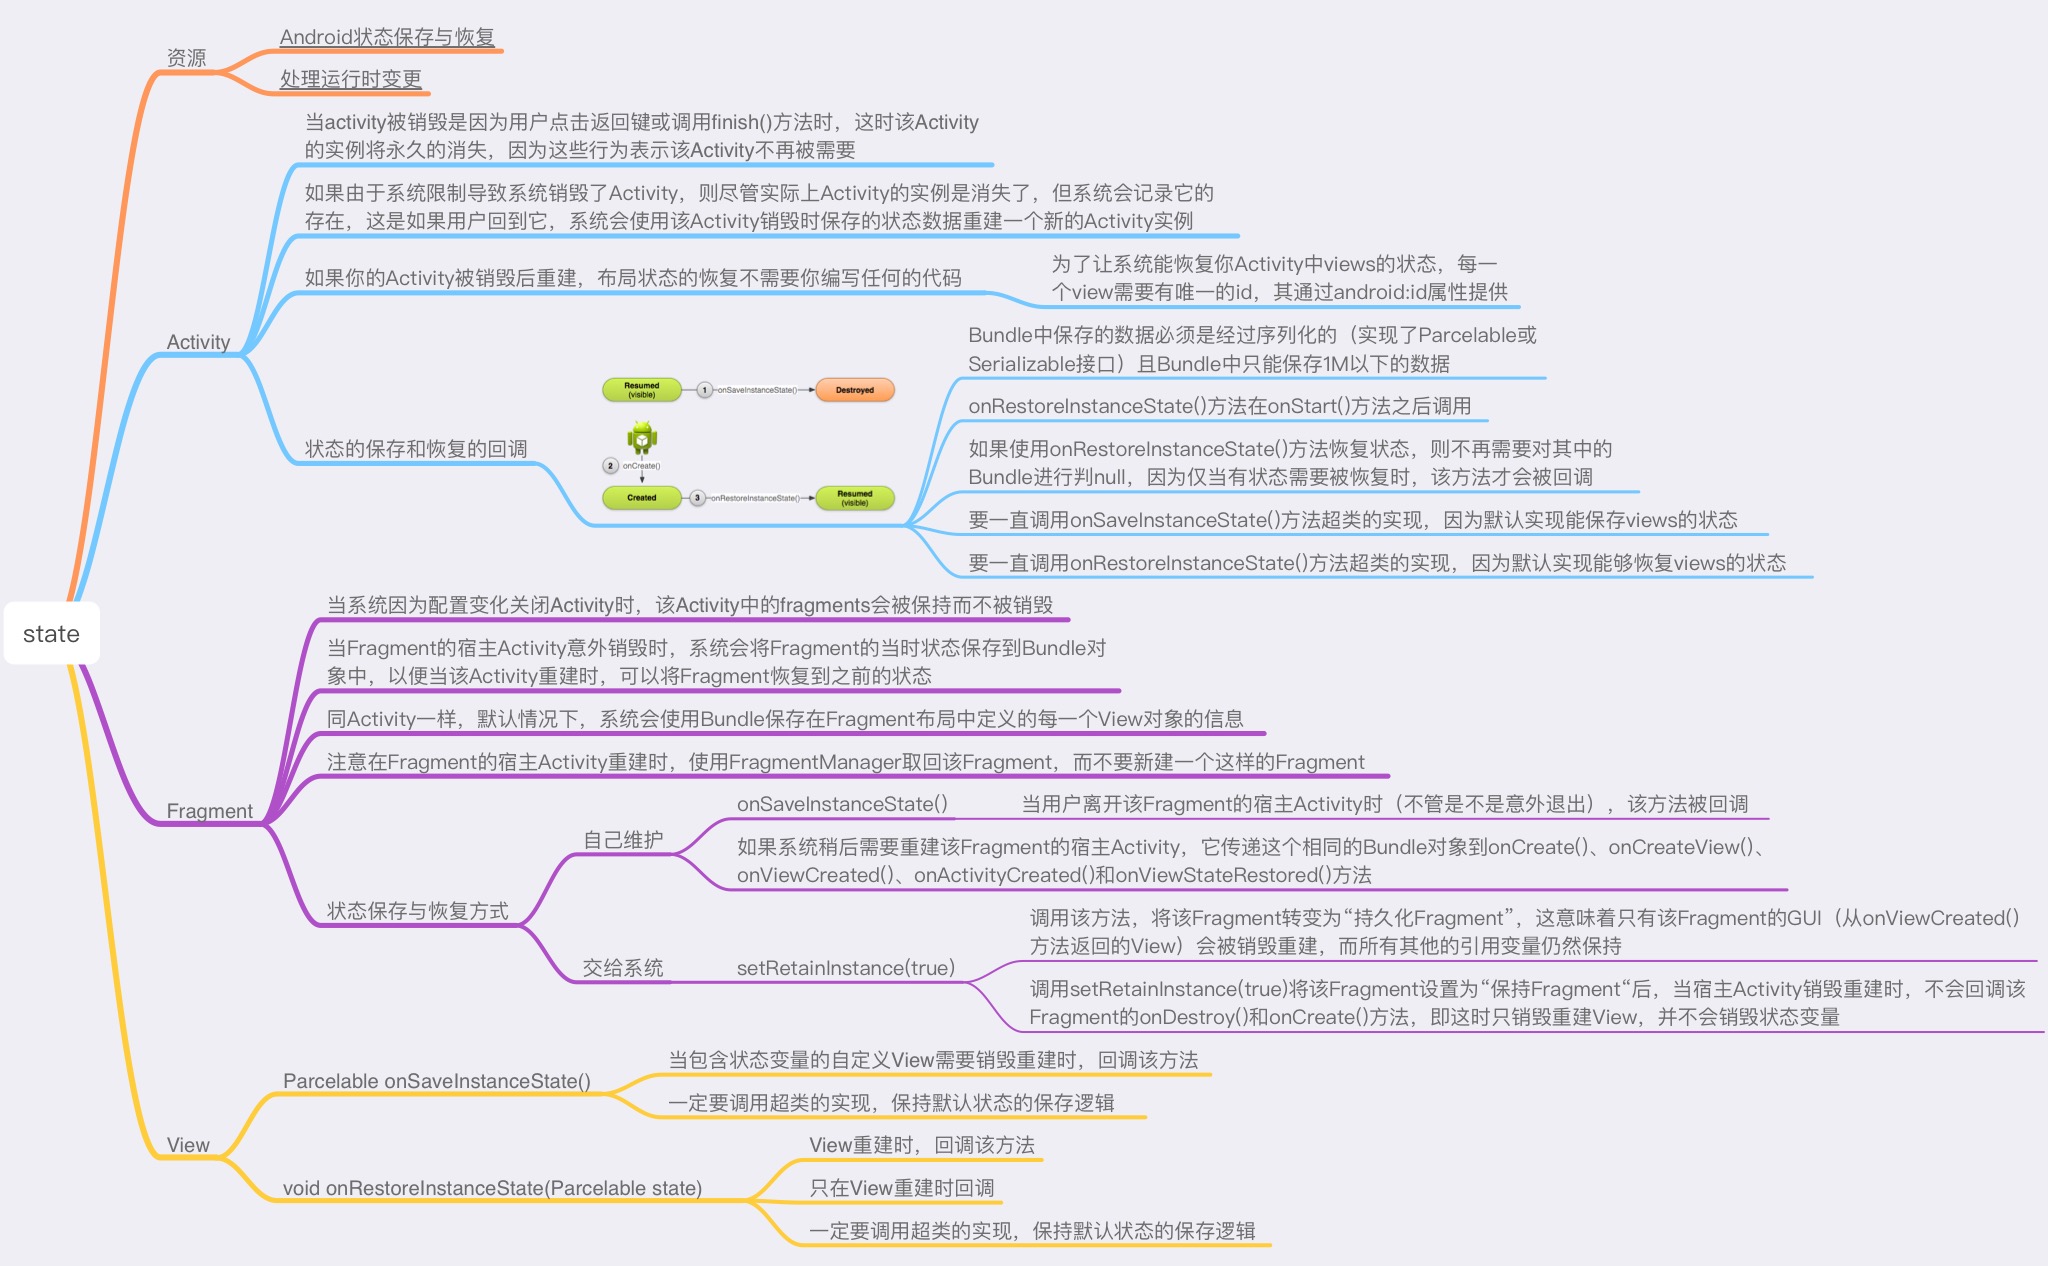 state
资源
Android状态保存与恢复
处理运行时变更
Activity
当activity被销毁是因为用户点击返回键或调用finish()方法时，这时该Activity
的实例将永久的消失，因为这些行为表示该Activity不再被需要
如果由于系统限制导致系统销毁了Activity，则尽管实际上Activity的实例是消失了，但系统会记录它的
存在，这是如果用户回到它，系统会使用该Activity销毁时保存的状态数据重建一个新的Activity实例
如果你的Activity被销毁后重建，布局状态的恢复不需要你编写任何的代码
为了让系统能恢复你Activity中views的状态，每一
个view需要有唯一的id，其通过android:id属性提供
状态的保存和恢复的回调
Resumed
(visible)
1
onSaveInstanceState()
Destroyed
2
onCreate()
Created
3
onRestoreInstanceState()
Resumed
(visible)
Bundle中保存的数据必须是经过序列化的（实现了Parcelable或
Serializable接口）且Bundle中只能保存1M以下的数据
onRestoreInstanceState()方法在onStart()方法之后调用
如果使用onRestoreInstanceState()方法恢复状态，则不再需要对其中的
Bundle进行判null，因为仅当有状态需要被恢复时，该方法才会被回调
要一直调用onSaveInstanceState()方法超类的实现，因为默认实现能保存views的状态
要一直调用onRestoreInstanceState()方法超类的实现，因为默认实现能够恢复views的状态
Fragment
当系统因为配置变化关闭Activity时，该Activity中的fragments会被保持而不被销毁
当Fragment的宿主Activity意外销毁时，系统会将Fragment的当时状态保存到Bundle对
象中，以便当该Activity重建时，可以将Fragment恢复到之前的状态
同Activity一样，默认情况下，系统会使用Bundle保存在Fragment布局中定义的每一个View对象的信息
注意在Fragment的宿主Activity重建时，使用FragmentManager取回该Fragment，而不要新建一个这样的Fragment
状态保存与恢复方式
自己维护
onSaveInstanceState()
当用户离开该Fragment的宿主Activity时（不管是不是意外退出），该方法被回调
如果系统稍后需要重建该Fragment的宿主Activity，它传递这个相同的Bundle对象到onCreate()、onCreateView()、
onViewCreated()、onActivityCreated()和onViewStateRestored()方法
交给系统
setRetainInstance(true)
调用该方法，将该Fragment转变为“持久化Fragment”，这意味着只有该Fragment的GUI（从onViewCreated()
方法返回的View）会被销毁重建，而所有其他的引用变量仍然保持
调用setRetainInstance(true)将该Fragment设置为“保持Fragment“后，当宿主Activity销毁重建时，不会回调该
Fragment的onDestroy()和onCreate()方法，即这时只销毁重建View，并不会销毁状态变量
View
Parcelable onSaveInstanceState()
当包含状态变量的自定义View需要销毁重建时，回调该方法
一定要调用超类的实现，保持默认状态的保存逻辑
void onRestoreInstanceState(Parcelable state)
View重建时，回调该方法
只在View重建时回调
一定要调用超类的实现，保持默认状态的保存逻辑